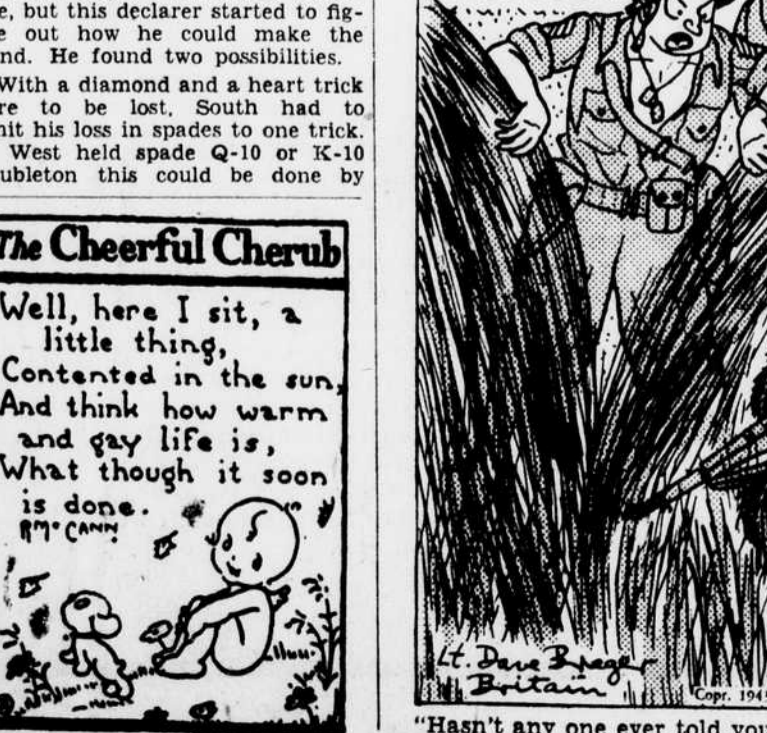 e, but this declarer started to fig-
e out how he could make the
nd. He found two possibilities.
With a diamond and a heart trick
re to be lost, South had to
nit his loss in spades to one trick.
West held spade Q-10 or K-10
ubleton this could be done by
The Cheerful Cherub
Well, here I sit, a
little thing,
Contented in the sun,
And think how warm
and gay life is,
What though it soon
is done.
RMcCANN
Lt. Dave Breger
Britain
Copr. 194
"Hasn't any one ever told you